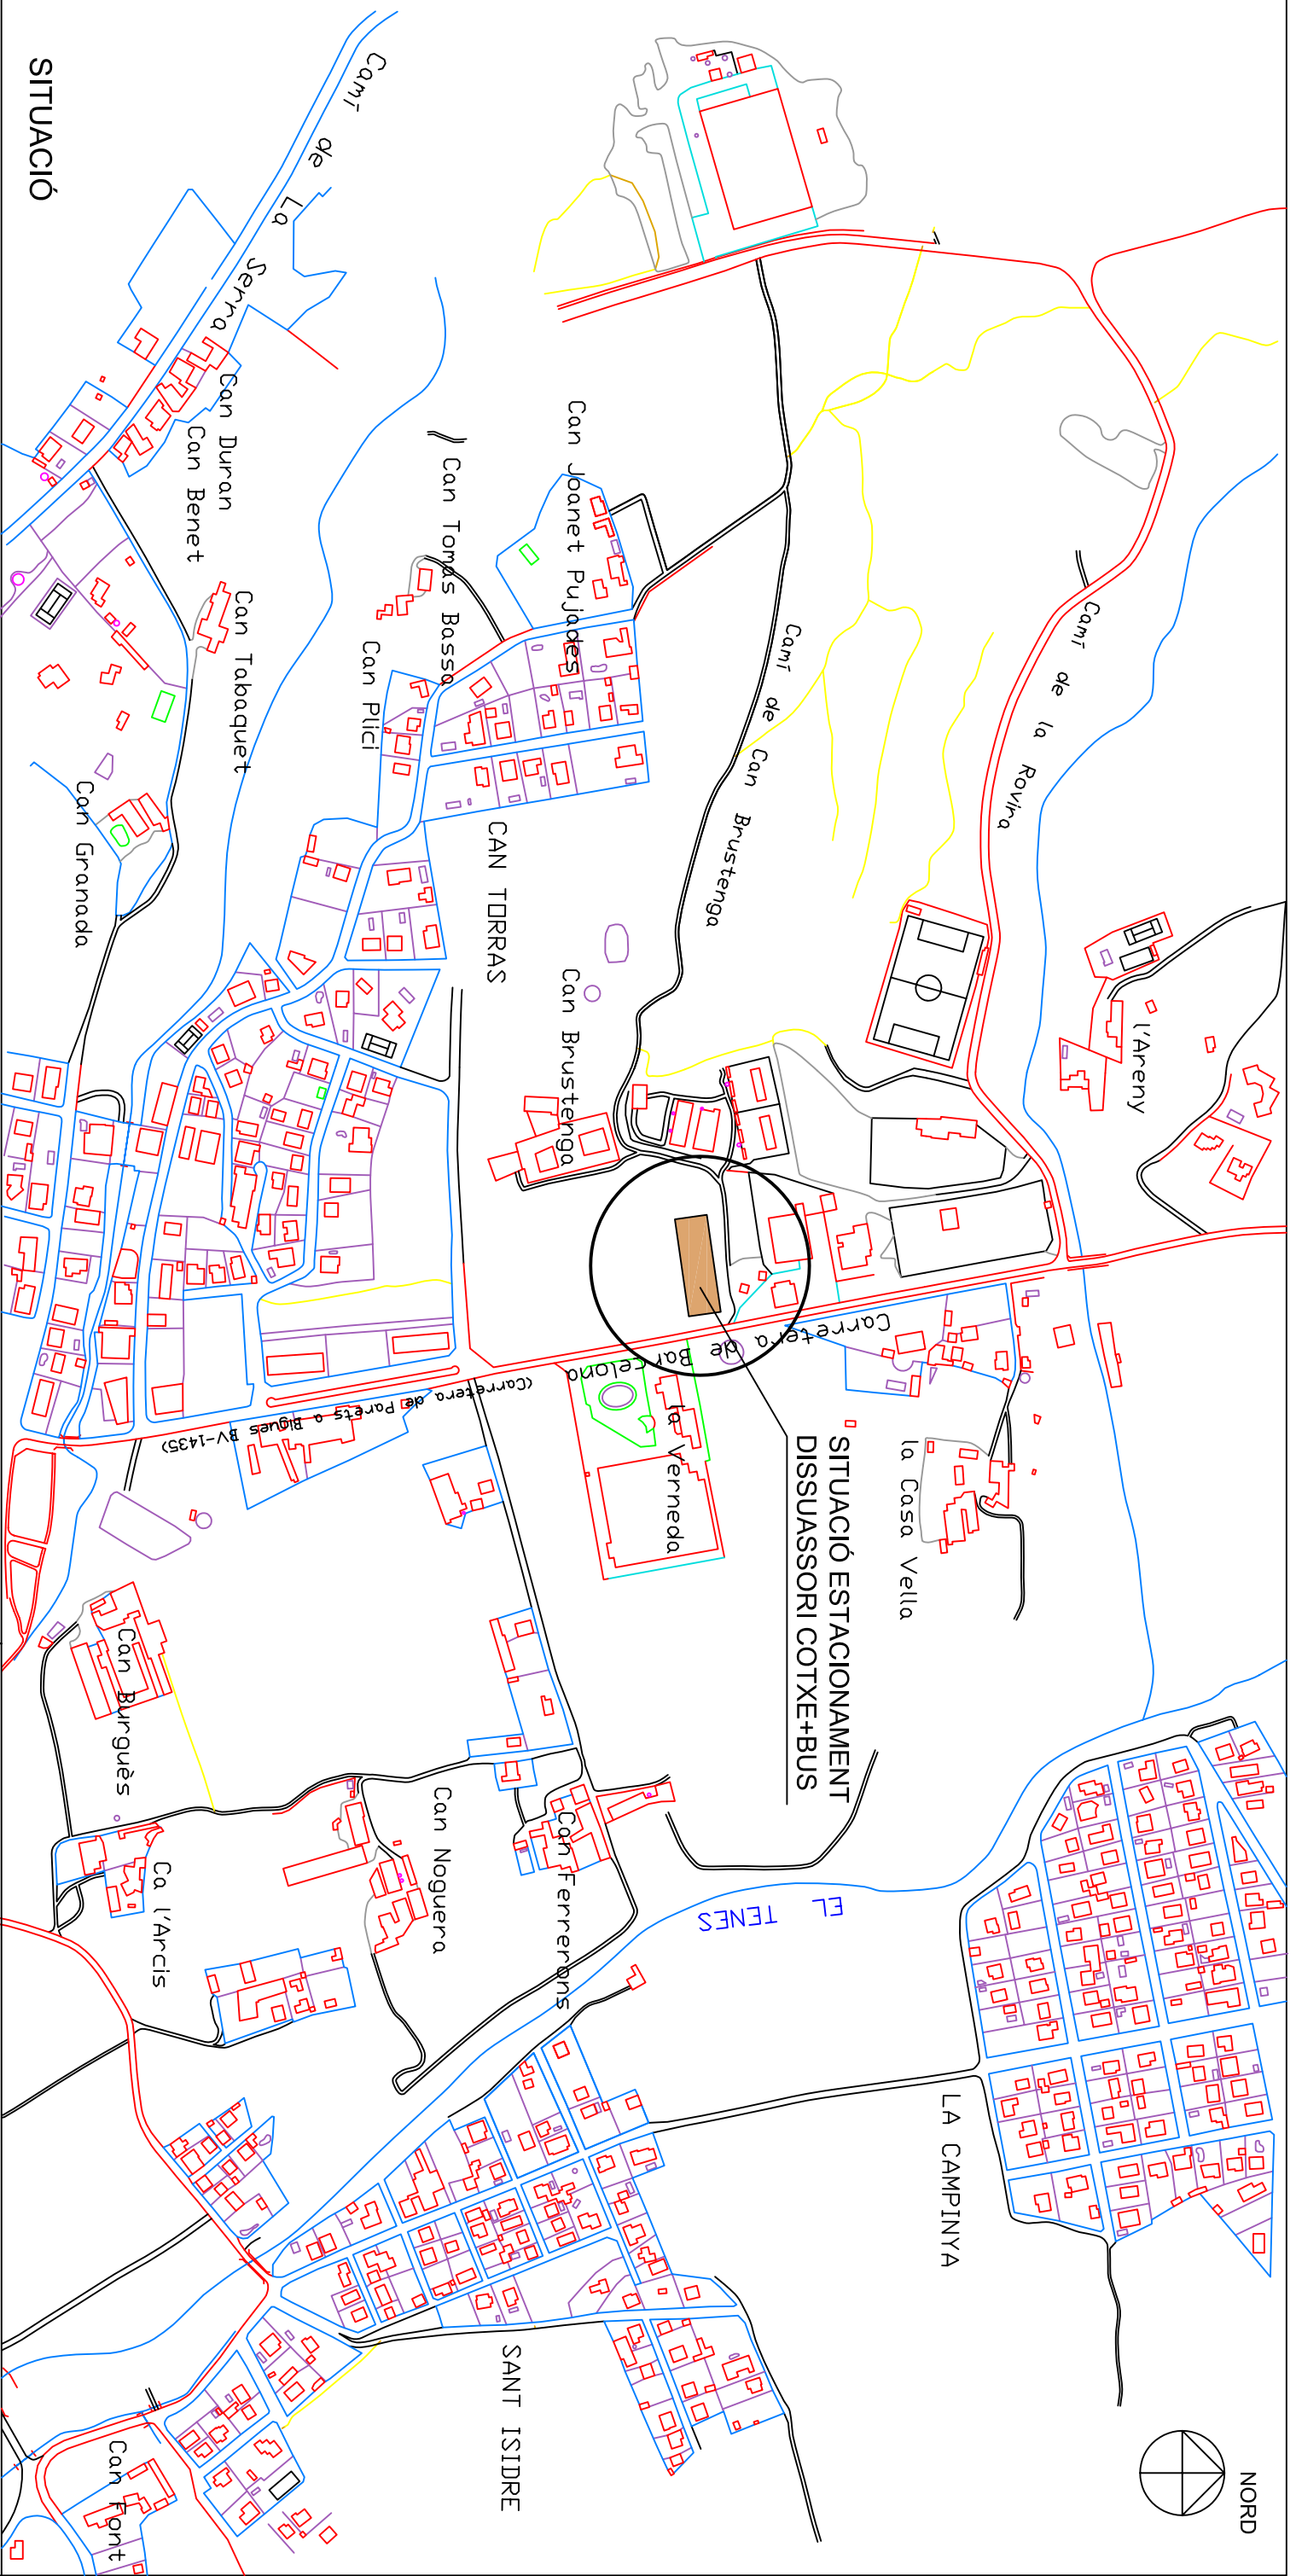 NORD
Camí de la Rovira
l'Areny
Camí de Can Brustenga
Can Joanet Pujades
Can Tomas Bassa
Can Plici
CAN TORRAS
Can Brustenga
Camí de La Serra
Can Duran
Can Benet
Can Tabaquet
Can Granada
SITUACIÓ
Carretera de Barcelona
(Carretera de Parets a Bigues BV-1435)
la Verneda
SITUACIÓ ESTACIONAMENT
DISSUASSORI COTXE+BUS
la Casa Vella
Can Burguès
Ca l'Arcis
Can Noguera
Can Ferrerons
EL TENES
LA CAMPINYA
SANT ISIDRE
Can Font